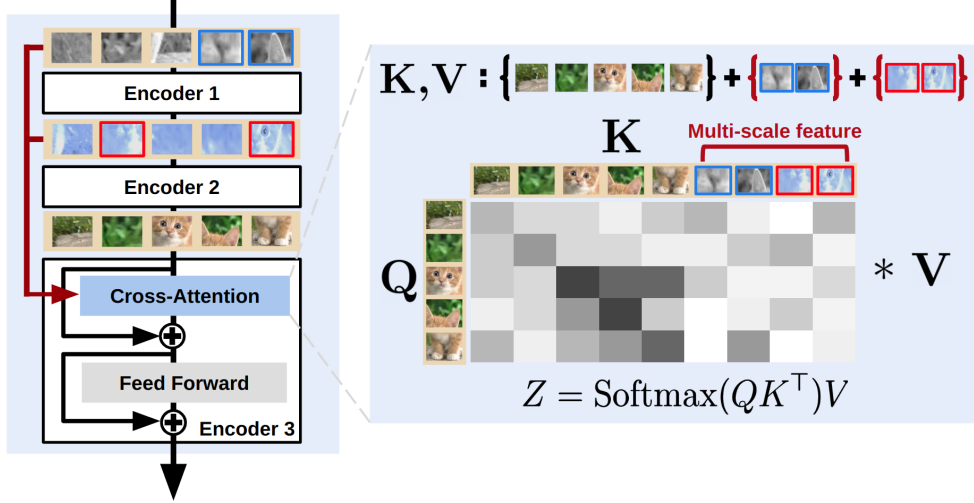 Encoder 1
Encoder 2
Cross-Attention
Feed Forward
Encoder 3
K,V : { } + { } + { }
K
Multi-scale feature
Q
* V
Z = Softmax(QK⊤)V